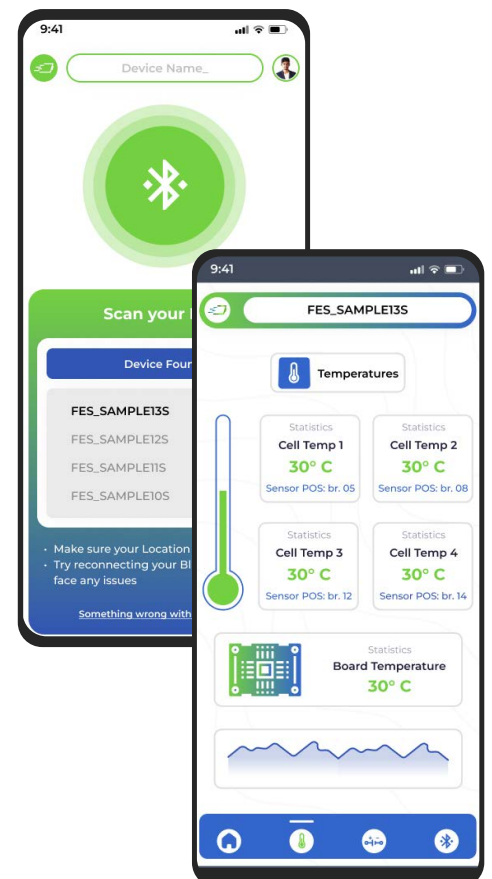 9:41
Device Name_
Scan your
Device Four
FES_SAMPLE13S
FES_SAMPLE12S
FES_SAMPLE11S
FES_SAMPLE10S
• Make sure your Location
• Try reconnecting your Bl
face any issues
Something wrong with
9:41
FES_SAMPLE13S
Temperatures
Statistics
Cell Temp 1
30° C
Sensor POS: br. 05
Statistics
Cell Temp 2
30° C
Sensor POS: br. 08
Statistics
Cell Temp 3
30° C
Sensor POS: br. 12
Statistics
Cell Temp 4
30° C
Sensor POS: br. 14
Statistics
Board Temperature
30° C